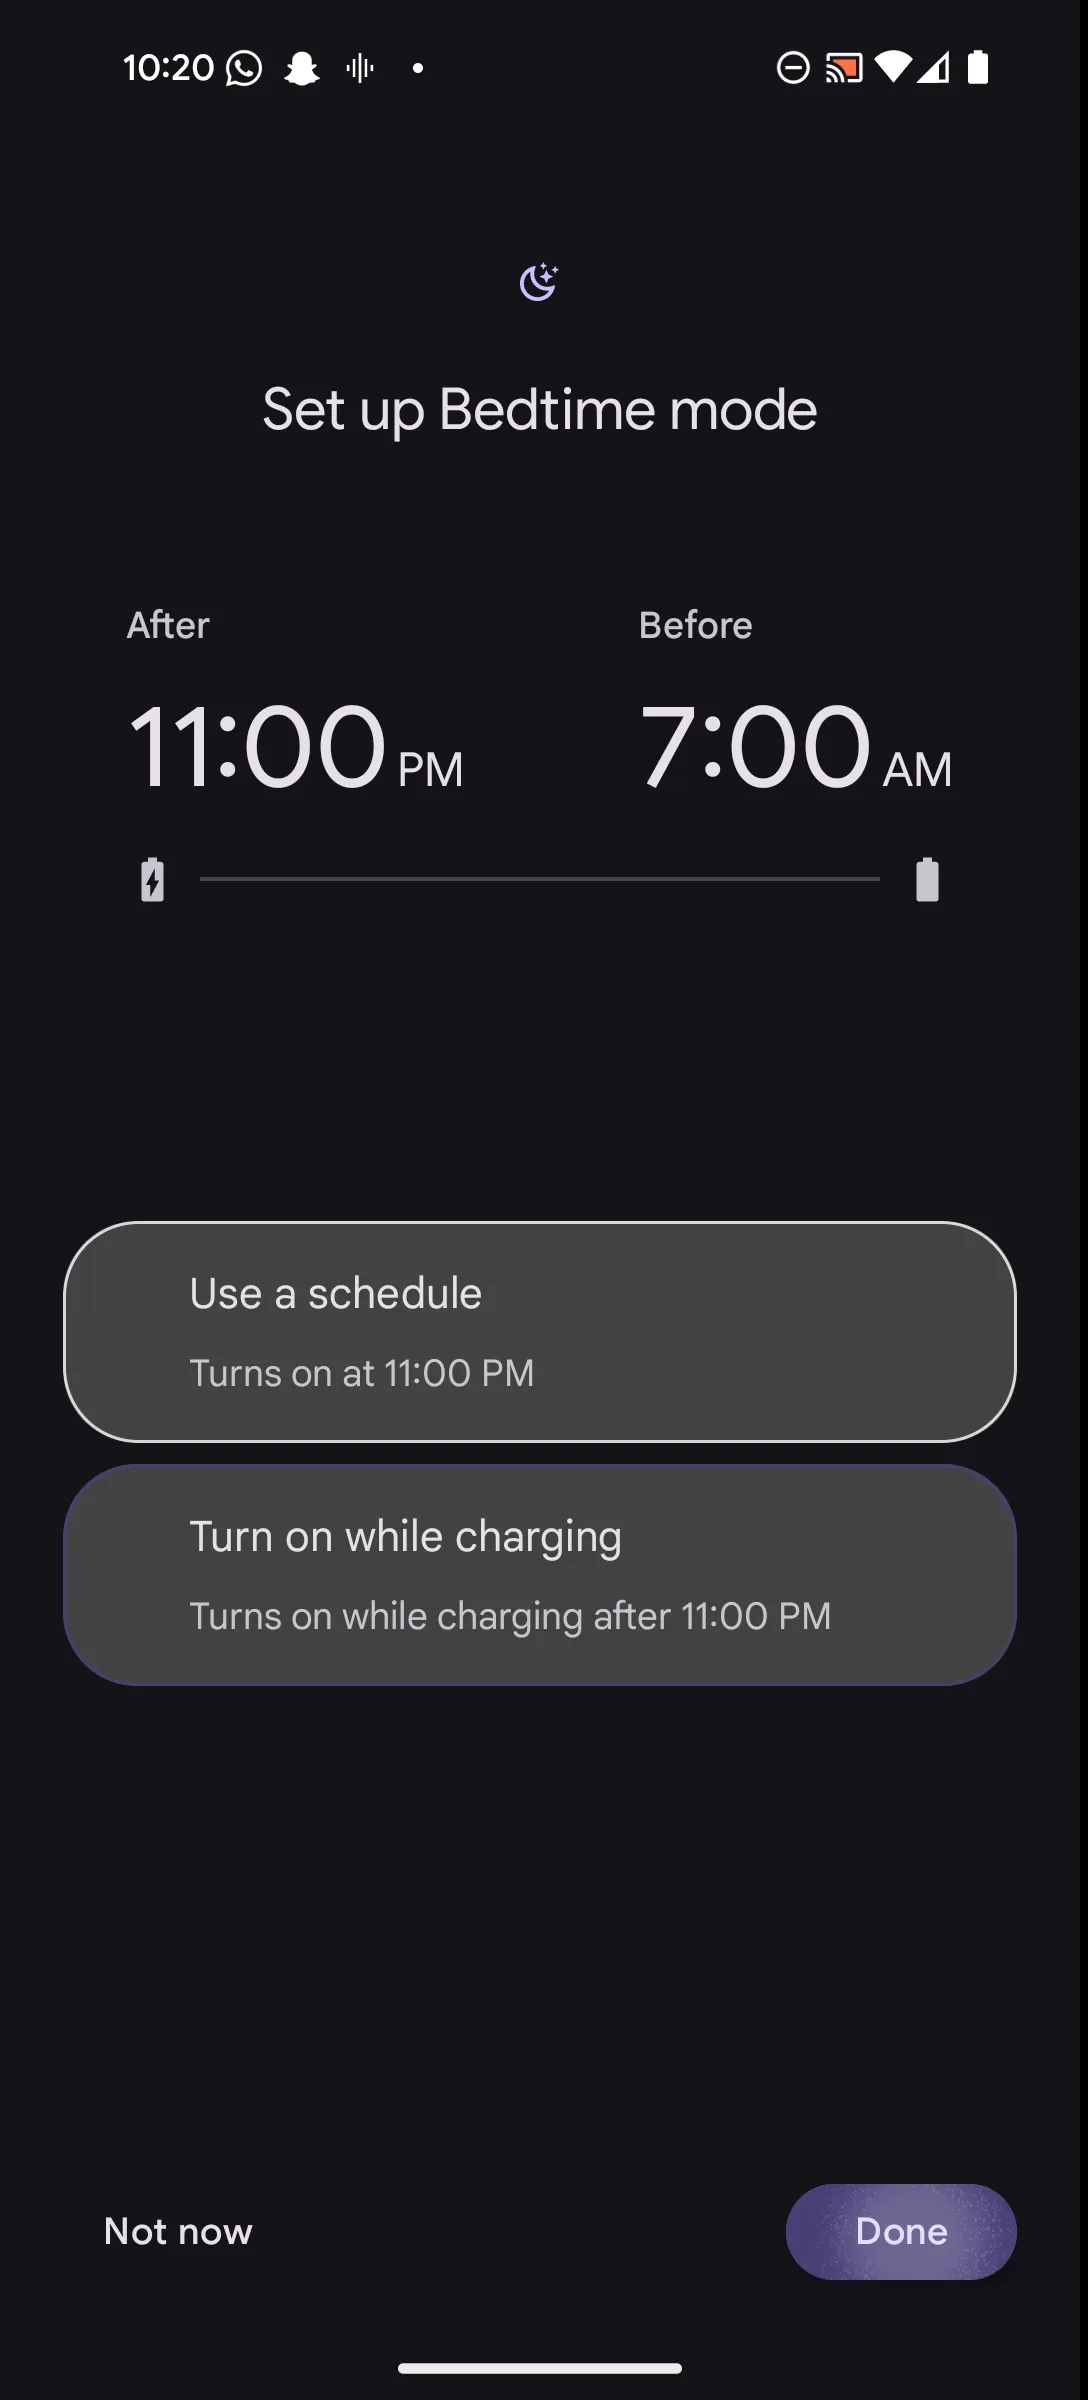 10:20
Set up Bedtime mode
After
Before
11:00 PM
7:00 AM
Use a schedule
Turns on at 11:00 PM
Turn on while charging
Turns on while charging after 11:00 PM
Not now
Done